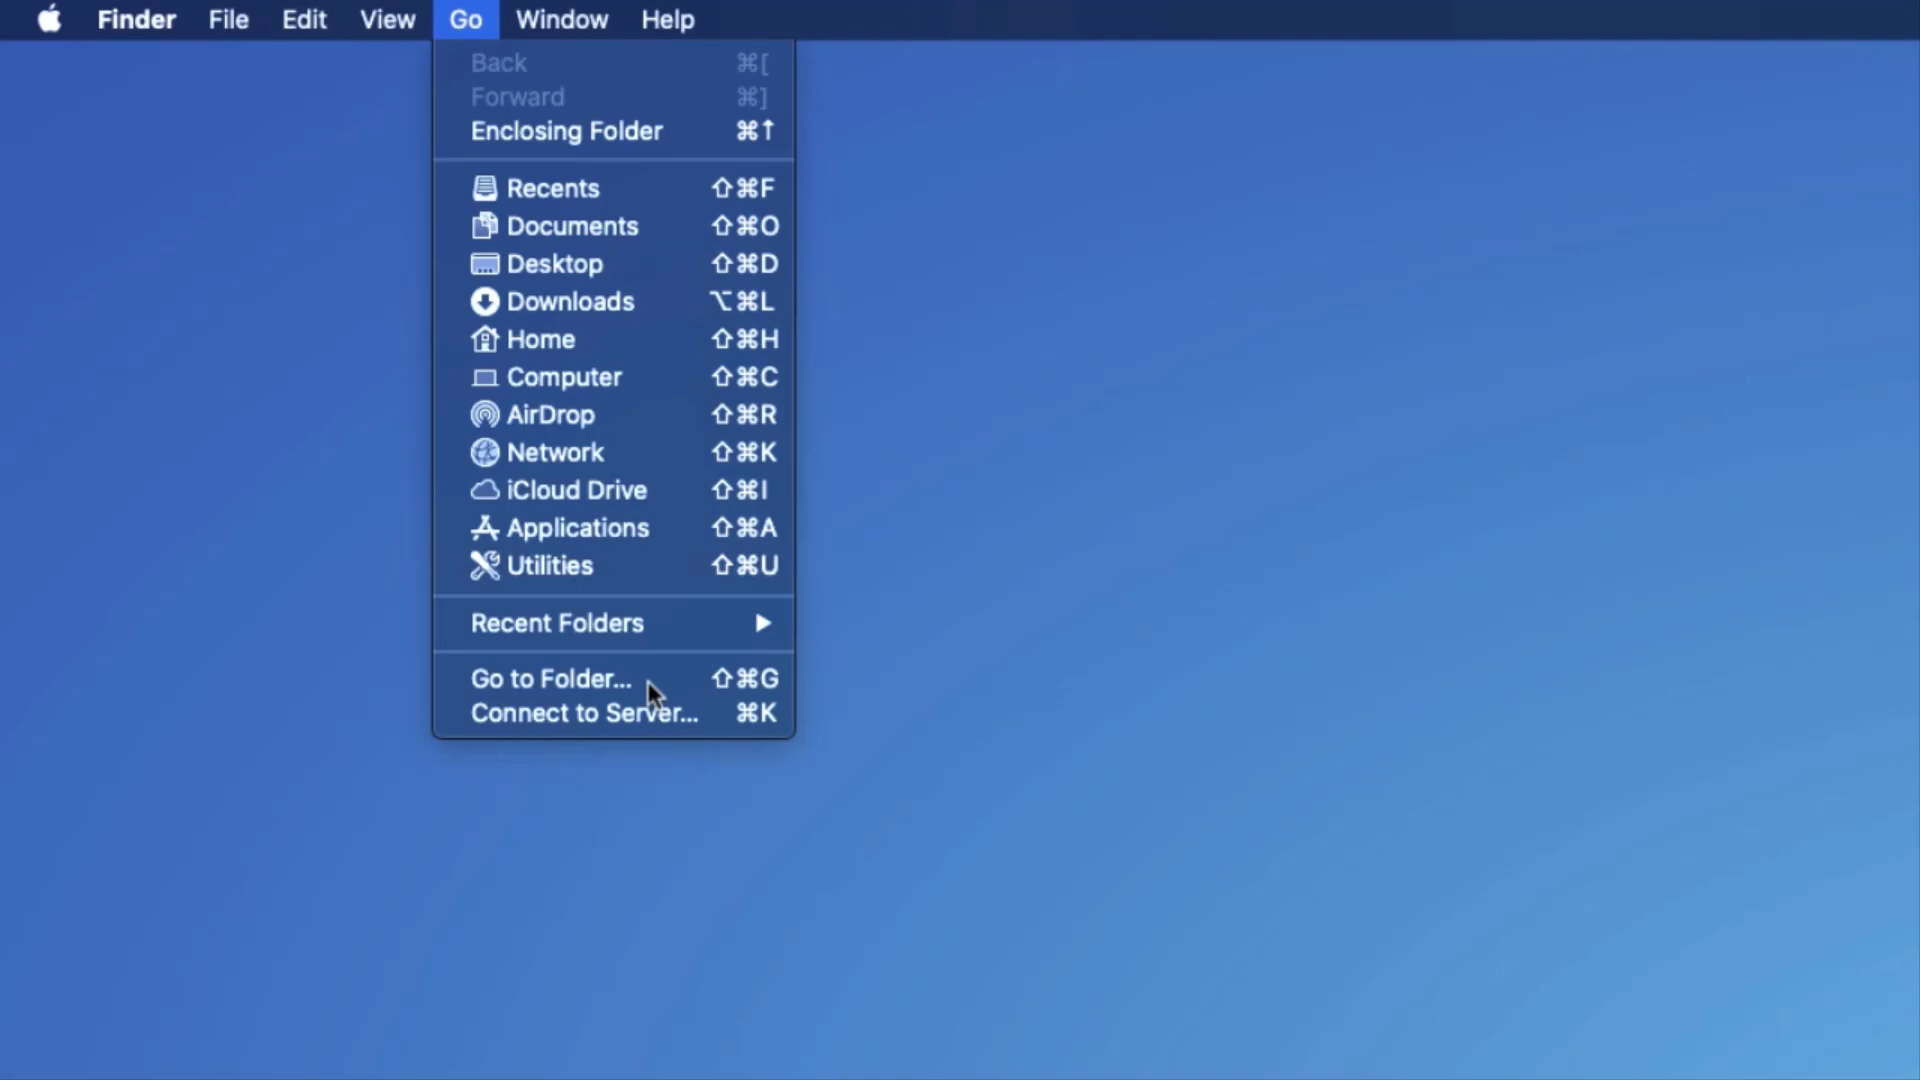 Finder File Edit View Go Window Help
Back ⌘[
Forward ⌘]
Enclosing Folder ⌘↑
Recents ⇧⌘F
Documents ⇧⌘O
Desktop ⇧⌘D
Downloads ⌥⌘L
Home ⇧⌘H
Computer ⇧⌘C
AirDrop ⇧⌘R
Network ⇧⌘K
iCloud Drive ⇧⌘I
Applications ⇧⌘A
Utilities ⇧⌘U
Recent Folders ▶
Go to Folder... ⇧⌘G
Connect to Server... ⌘K